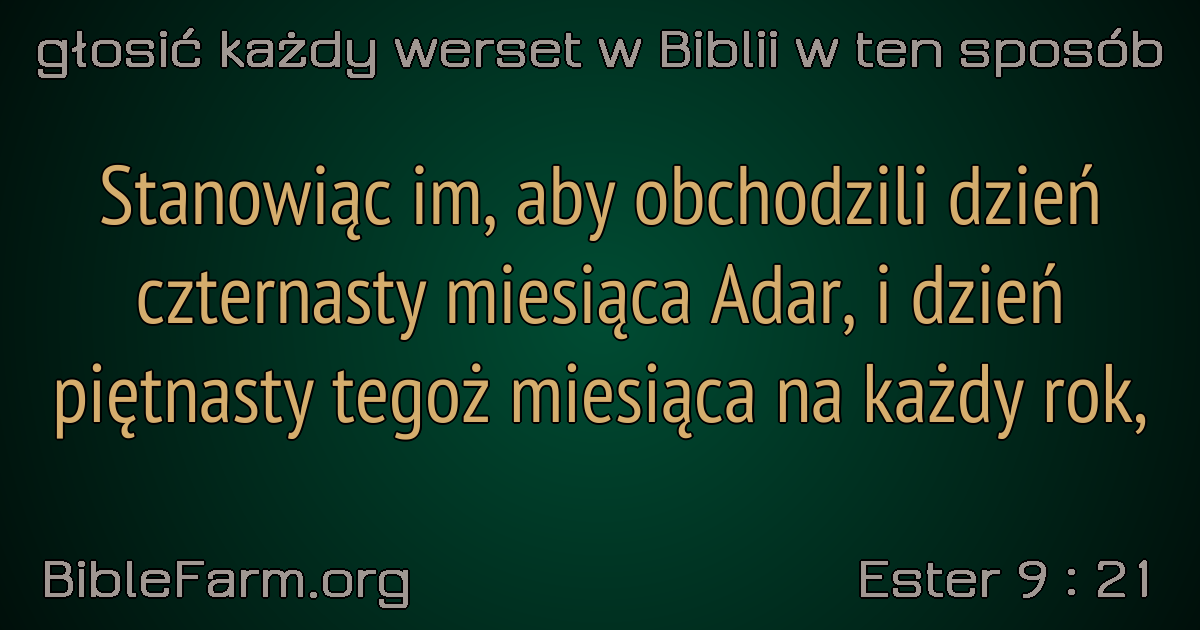 głosić każdy werset w Biblii w ten sposób
Stanowiąc im, aby obchodzili dzień
czternasty miesiąca Adar, i dzień
piętnasty tegoż miesiąca na każdy rok,
BibleFarm.org
Ester 9 : 21